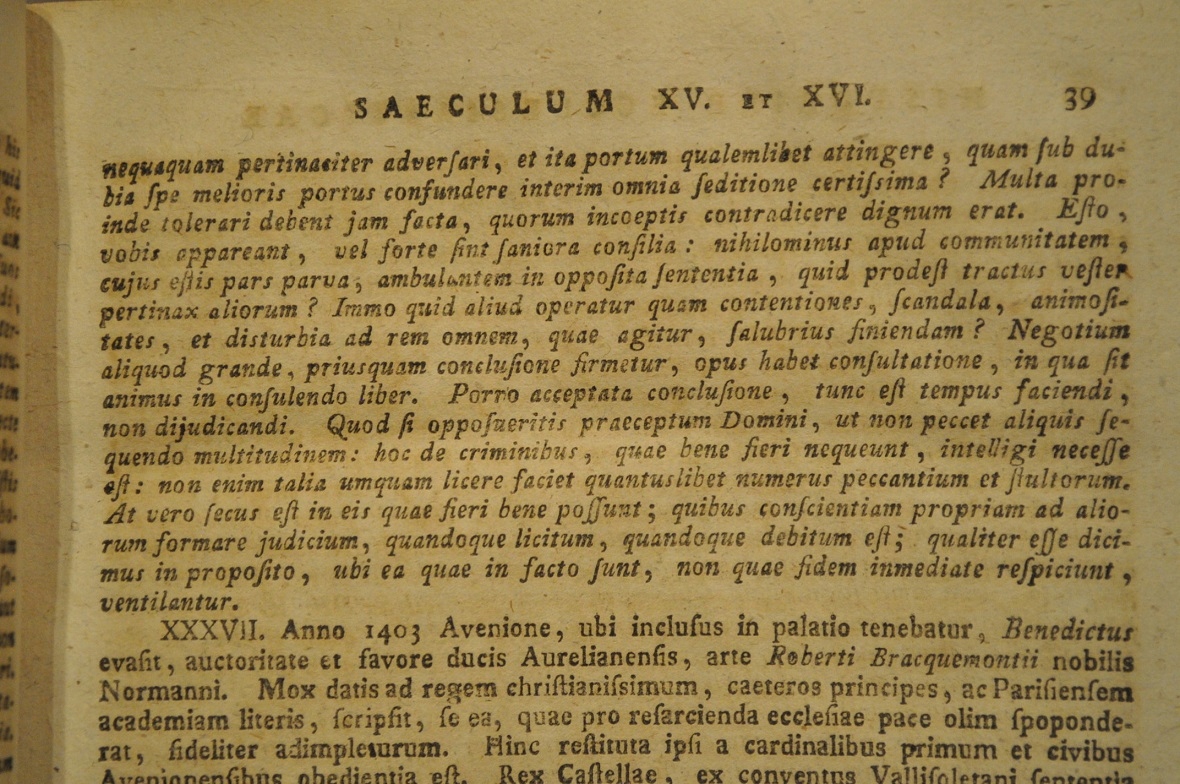 SAECULUM XV. ET XVI. 39
nequaquam pertinaciter adverſari, et ita portum qualemlibet attingere, quam ſub du-
bia ſpe melioris portus confundere interim omnia ſeditione certiſsima? Multa pro-
inde tolerari debent jam facta, quorum incoeptis contradicere dignum erat. Eſto,
vobis appareant, vel forte ſint ſaniora conſilia: nihilominus apud communitatem,
cujus eſtis pars parva, ambulantem in oppoſita ſententia, quid prodeſt tractus veſter
pertinax aliorum? Immo quid aliud operatur quam contentiones, ſcandala, animoſi-
tates, et disturbia ad rem omnem, quae agitur, ſalubrius finiendam? Negotium
aliquod grande, priusquam concluſione firmetur, opus habet conſultatione, in qua ſit
animus in conſulendo liber. Porro acceptata concluſione, tunc eſt tempus faciendi,
non dijudicandi. Quod ſi oppoſueritis praeceptum Domini, ut non peccet aliquis ſe-
quendo multitudinem: hoc de criminibus, quae bene fieri nequeunt, intelligi neceſſe
eſt: non enim talia umquam licere faciet quantuslibet numerus peccantium et ſtultorum.
At vero ſecus eſt in eis quae fieri bene poſſunt; quibus conſcientiam propriam ad alio-
rum formare judicium, quandoque licitum, quandoque debitum eſt; qualiter eſſe dici-
mus in propoſito, ubi ea quae in facto ſunt, non quae fidem inmediate reſpiciunt,
ventilantur.
XXXVII. Anno 1403 Avenione, ubi incluſus in palatio tenebatur, Benedictus
evaſit, auctoritate et favore ducis Aurelianenſis, arte Roberti Bracquemontii nobilis
Normanni. Mox datis ad regem chriſtianiſsimum, caeteros principes, ac Pariſienſem
academiam literis, ſcripſit, ſe ea, quae pro reſarcienda eccleſiae pace olim ſpoponde-
rat, fideliter adimpleturum. Hinc reſtituta ipſi a cardinalibus primum et civibus
Avenionenſibus obedientia eſt. Rex Caſtellae, ex conventus Valliſoletani ſententia